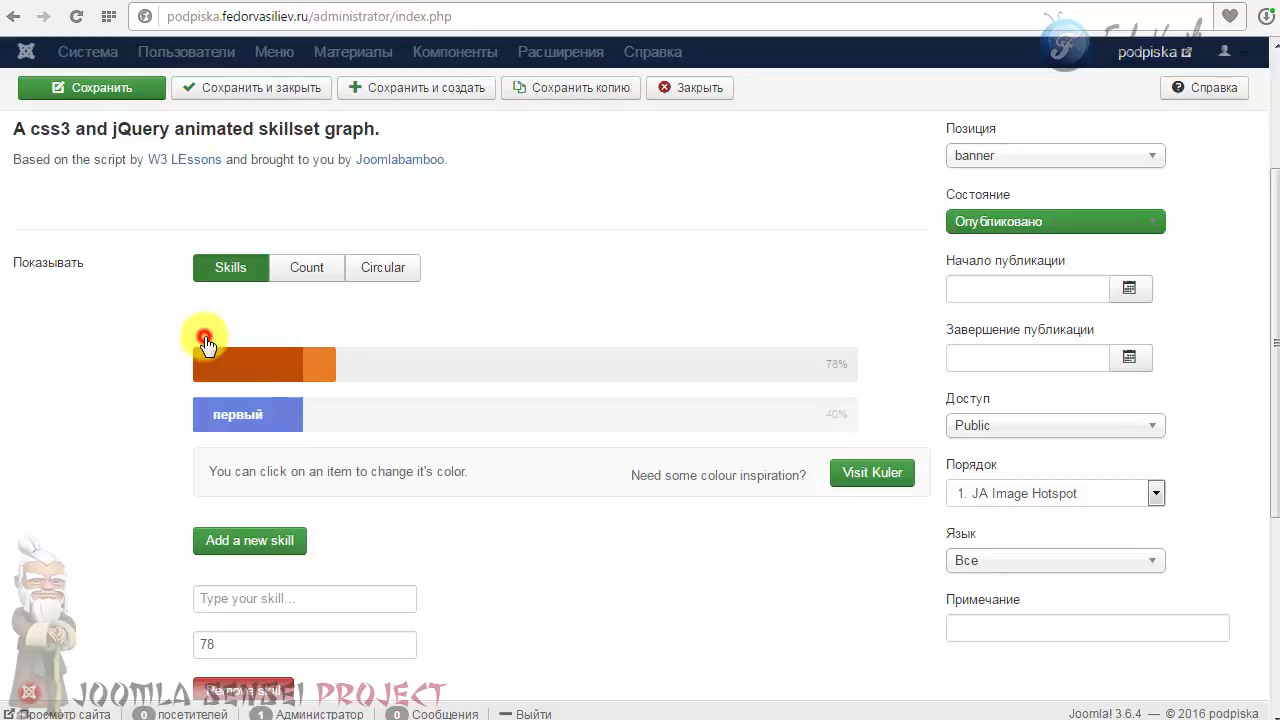 podpiska.fedorvasiliev.ru/administrator/index.php
Система Пользователи Меню Материалы Компоненты Расширения Справка podpiska
Сохранить Сохранить и закрыть Сохранить и создать Сохранить копию Закрыть Справка
A css3 and jQuery animated skillset graph.
Based on the script by W3 LEssons and brought to you by Joomlabamboo.
Показывать
Skills Count Circular
78%
первый 40%
You can click on an item to change it's color. Need some colour inspiration? Visit Kuler
Add a new skill
Type your skill...
78
Remove skill
Позиция
banner
Состояние
Опубликовано
Начало публикации
Завершение публикации
Доступ
Public
Порядок
1. JA Image Hotspot
Язык
Все
Примечание
JOOMLA SENSEI PROJECT
Просмотр сайта 0 посетителей 1 Администратор 0 Сообщения Выйти
Joomla! 3.6.4 — © 2016 podpiska